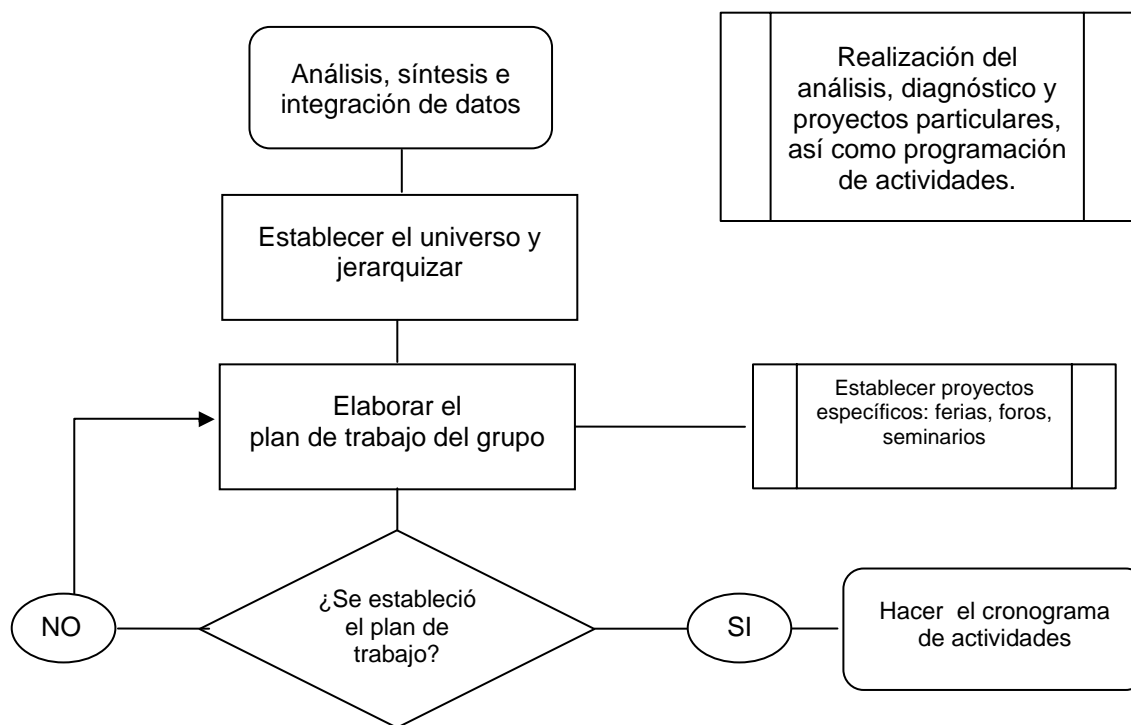 Análisis, síntesis e
integración de datos
Realización del
análisis, diagnóstico y
proyectos particulares,
así como programación
de actividades.
Establecer el universo y
jerarquizar
Elaborar el
plan de trabajo del grupo
Establecer proyectos
específicos: ferias, foros,
seminarios
NO
¿Se estableció
el plan de
trabajo?
SI
Hacer  el cronograma
de actividades